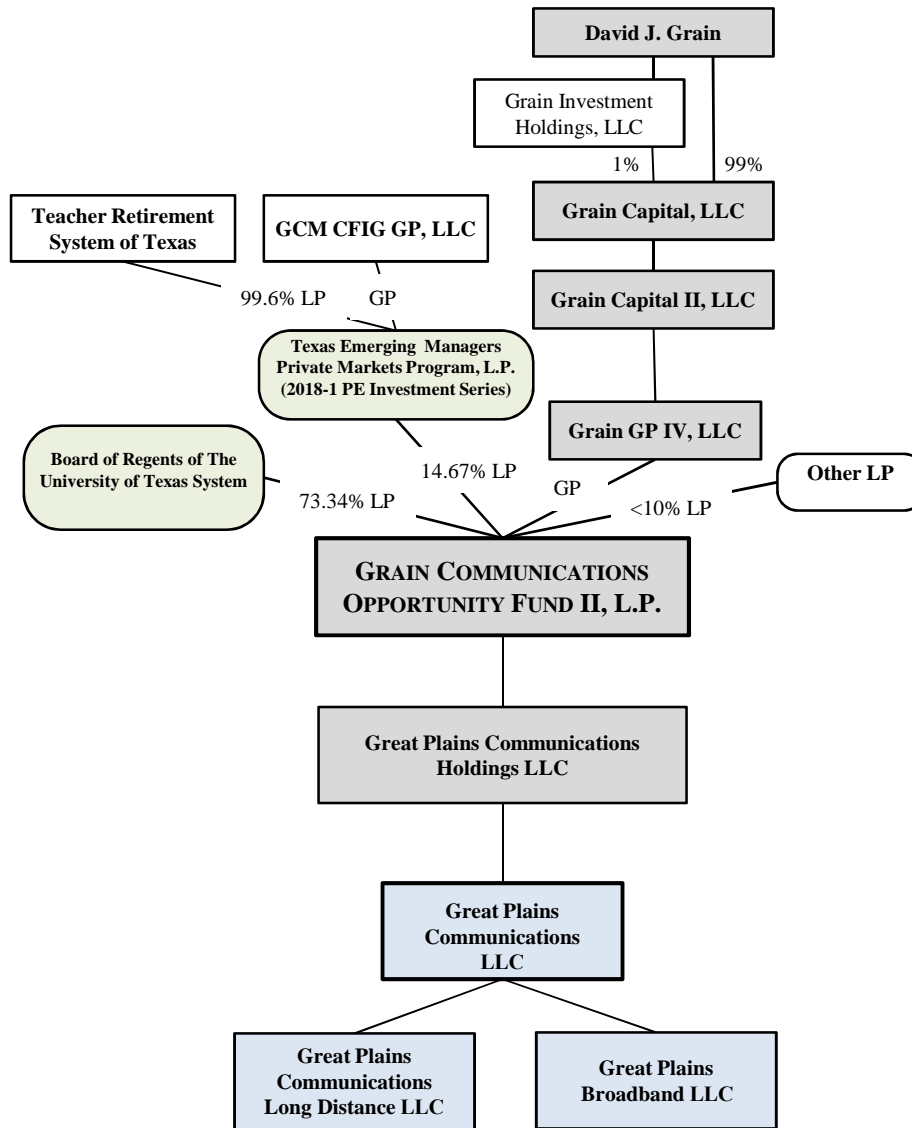 David J. Grain
Grain Investment
Holdings, LLC
1%
99%
Teacher Retirement
System of Texas
GCM CFIG GP, LLC
Grain Capital, LLC
99.6% LP
GP
Grain Capital II, LLC
Texas Emerging Managers
Private Markets Program, L.P.
(2018-1 PE Investment Series)
Grain GP IV, LLC
Board of Regents of The
University of Texas System
73.34% LP
14.67% LP
GP
<10% LP
Other LP
GRAIN COMMUNICATIONS
OPPORTUNITY FUND II, L.P.
Great Plains Communications
Holdings LLC
Great Plains
Communications
LLC
Great Plains
Communications
Long Distance LLC
Great Plains
Broadband LLC